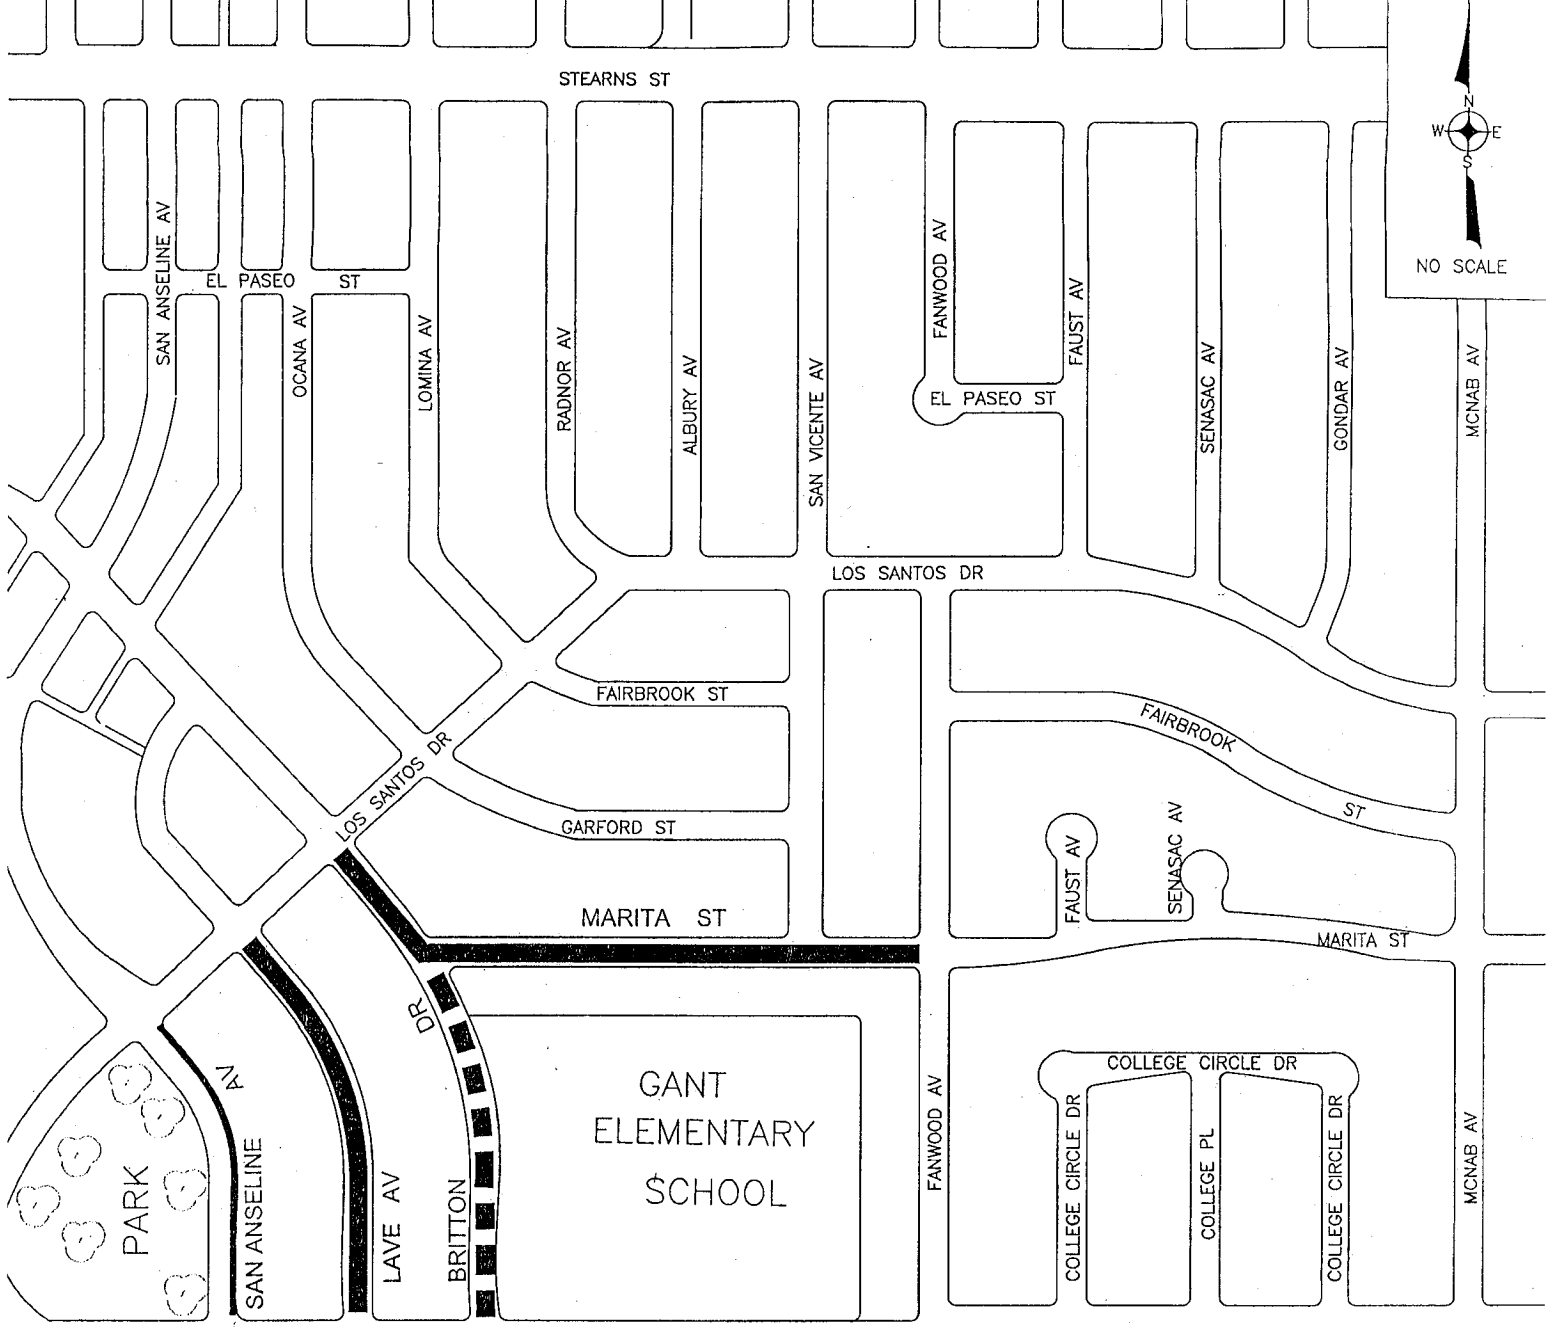 STEARNS ST
N
W E
S
NO SCALE
SAN ANSELINE AV
EL PASEO ST
OCANA AV
LOMINA AV
RADNOR AV
ALBURY AV
SAN VICENTE AV
FANWOOD AV
FAUST AV
EL PASEO ST
SENASAC AV
GONDAR AV
MCNAB AV
LOS SANTOS DR
FAIRBROOK ST
FAIRBROOK ST
LOS SANTOS DR
GARFORD ST
FAUST AV
SENASAC AV
MARITA ST
MARITA ST
BRITTON DR
GANT
ELEMENTARY
SCHOOL
FANWOOD AV
COLLEGE CIRCLE DR
COLLEGE CIRCLE DR
COLLEGE PL
COLLEGE CIRCLE DR
MCNAB AV
PARK
SAN ANSELINE AV
LAVE AV